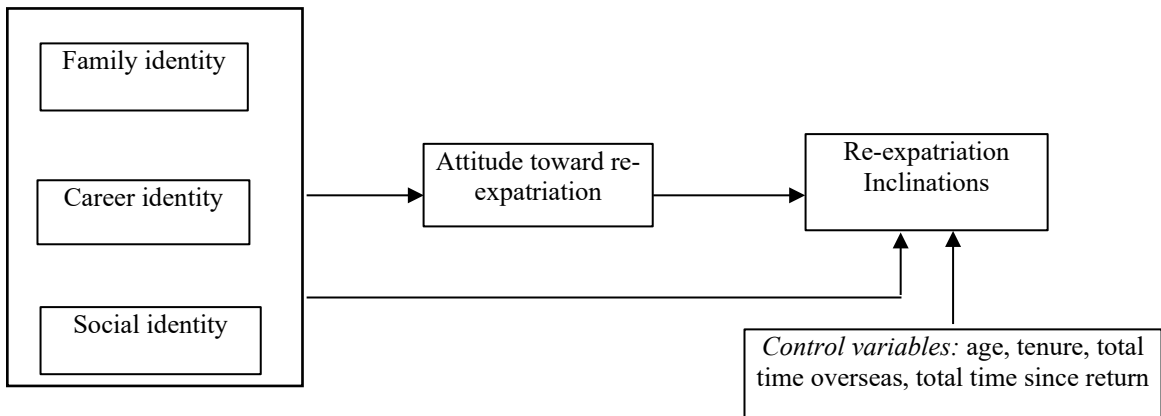 Family identity
Career identity
Social identity
Attitude toward re-
expatriation
Re-expatriation
Inclinations
Control variables: age, tenure, total
time overseas, total time since return